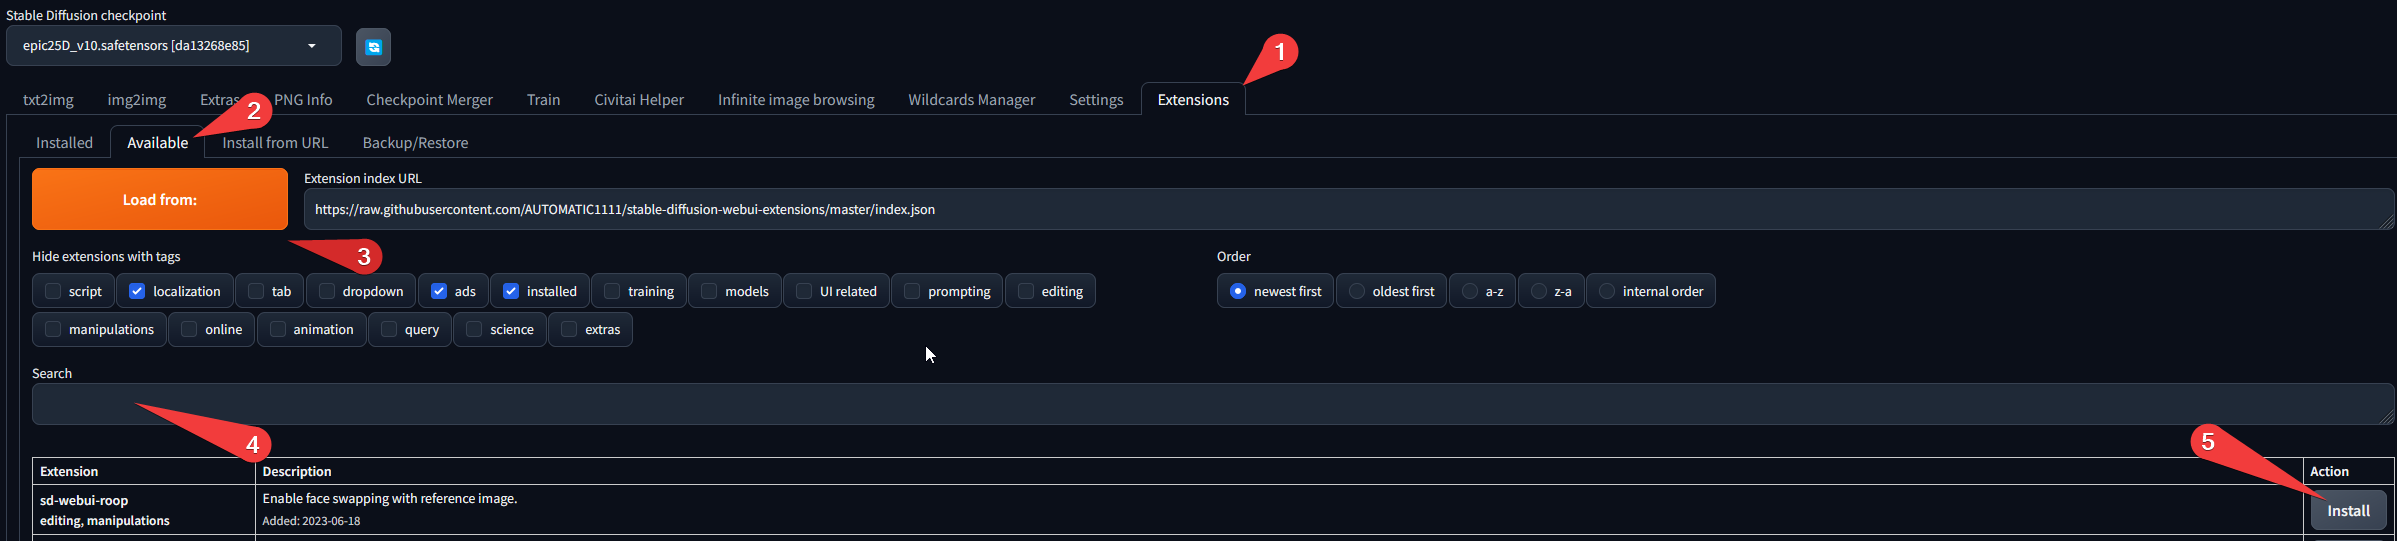 Stable Diffusion checkpoint
epic25D_v10.safetensors [da13268e85]
1
txt2img img2img Extras PNG Info Checkpoint Merger Train Civitai Helper Infinite image browsing Wildcards Manager Settings Extensions
2
Installed Available Install from URL Backup/Restore
Extension index URL
Load from: https://raw.githubusercontent.com/AUTOMATIC1111/stable-diffusion-webui-extensions/master/index.json
3
Hide extensions with tags Order
script localization tab dropdown ads installed training models UI related prompting editing newest first oldest first a-z z-a internal order
manipulations online animation query science extras
Search
4
5
Extension Description Action
sd-webui-roop Enable face swapping with reference image.
editing, manipulations Added: 2023-06-18 Install